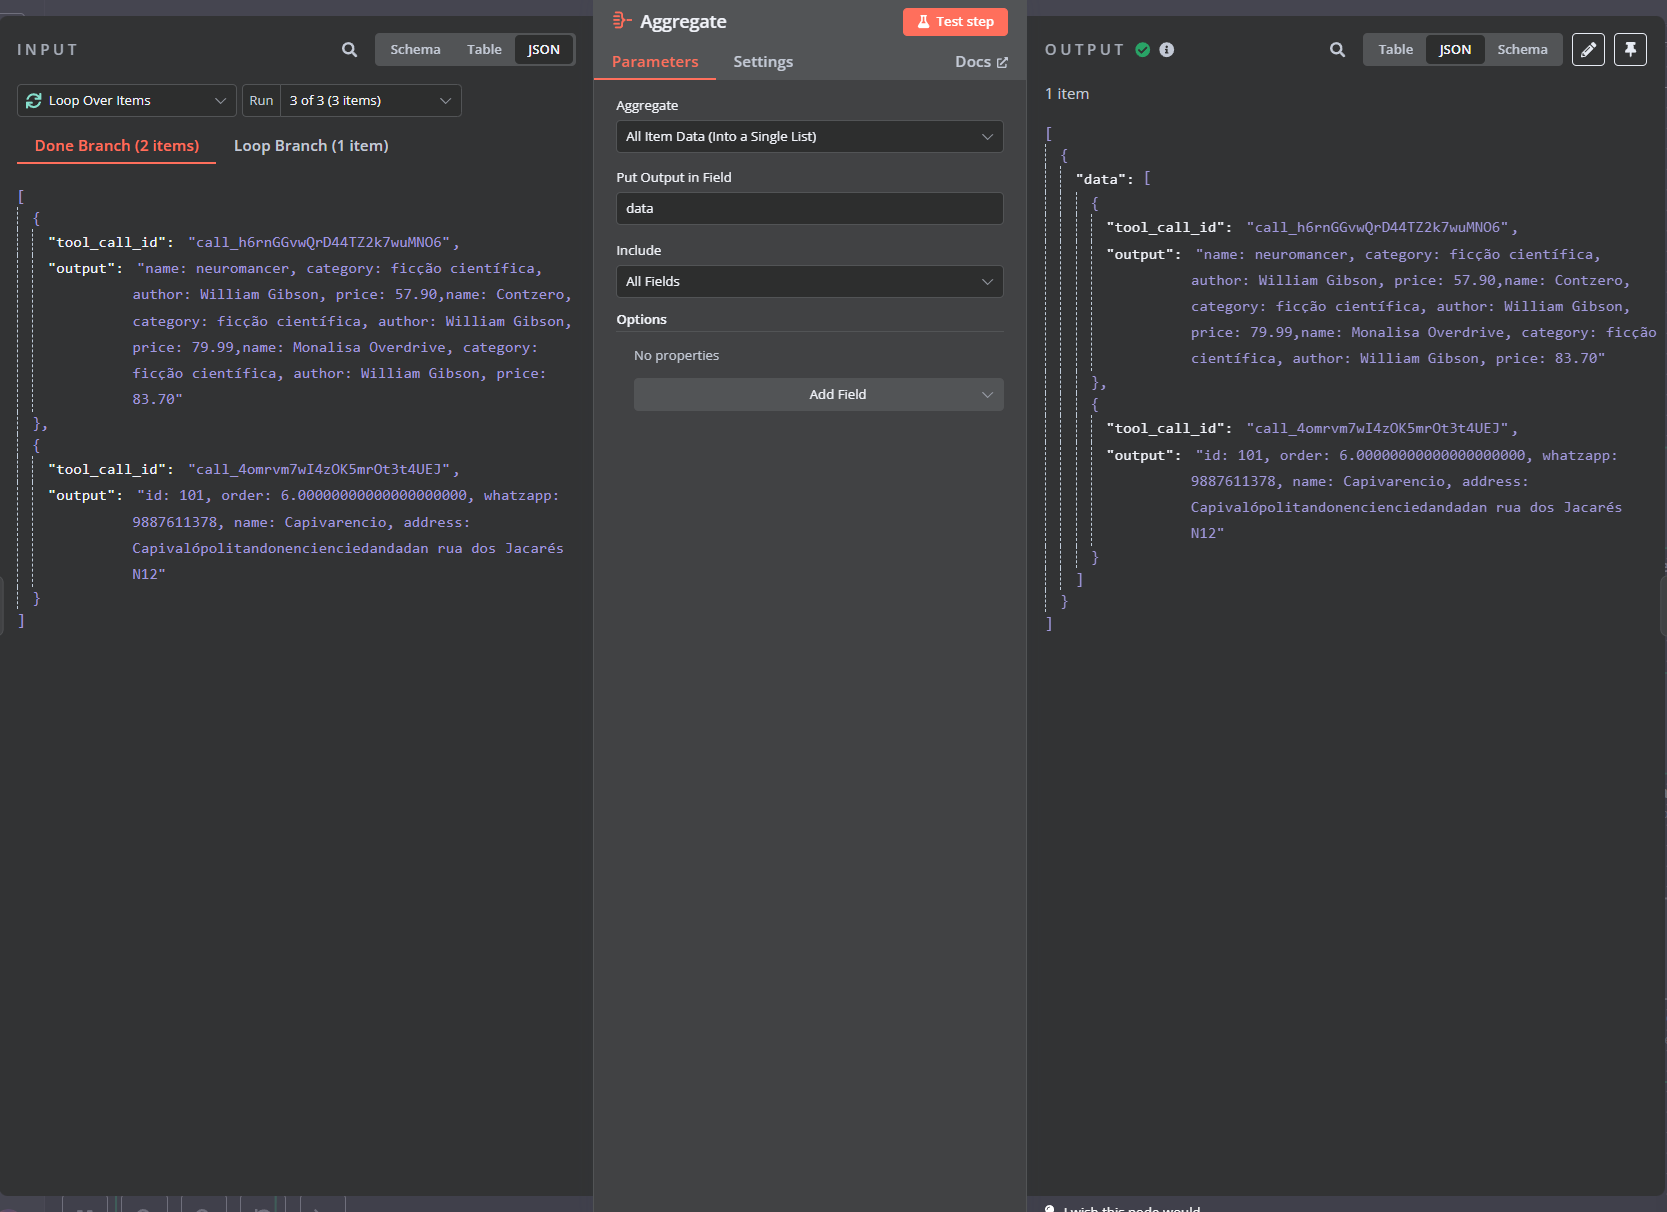 INPUT
Schema Table JSON
Loop Over Items Run 3 of 3 (3 items)
Done Branch (2 items) Loop Branch (1 item)
[
{
"tool_call_id": "call_h6rnGGvwQrD44TZ2k7wuMNO6",
"output": "name: neuromancer, category: ficção científica,
author: William Gibson, price: 57.90,name: Contzero,
category: ficção científica, author: William Gibson,
price: 79.99,name: Monalisa Overdrive, category:
ficção científica, author: William Gibson, price:
83.70"
},
{
"tool_call_id": "call_4omrvm7wI4zOK5mrOt3t4UEJ",
"output": "id: 101, order: 6.00000000000000000000, whatzapp:
9887611378, name: Capivarencio, address:
Capivalópolitandonencienciedandadan rua dos Jacarés
N12"
}
]
Aggregate
Test step
Parameters Settings Docs
Aggregate
All Item Data (Into a Single List)
Put Output in Field
data
Include
All Fields
Options
No properties
Add Field
OUTPUT
Table JSON Schema
1 item
[
{
"data": [
{
"tool_call_id": "call_h6rnGGvwQrD44TZ2k7wuMNO6",
"output": "name: neuromancer, category: ficção científica,
author: William Gibson, price: 57.90,name: Contzero,
category: ficção científica, author: William Gibson,
price: 79.99,name: Monalisa Overdrive, category: ficção
científica, author: William Gibson, price: 83.70"
},
{
"tool_call_id": "call_4omrvm7wI4zOK5mrOt3t4UEJ",
"output": "id: 101, order: 6.00000000000000000000, whatzapp:
9887611378, name: Capivarencio, address:
Capivalópolitandonencienciedandadan rua dos Jacarés
N12"
}
]
}
]
I wish this node would